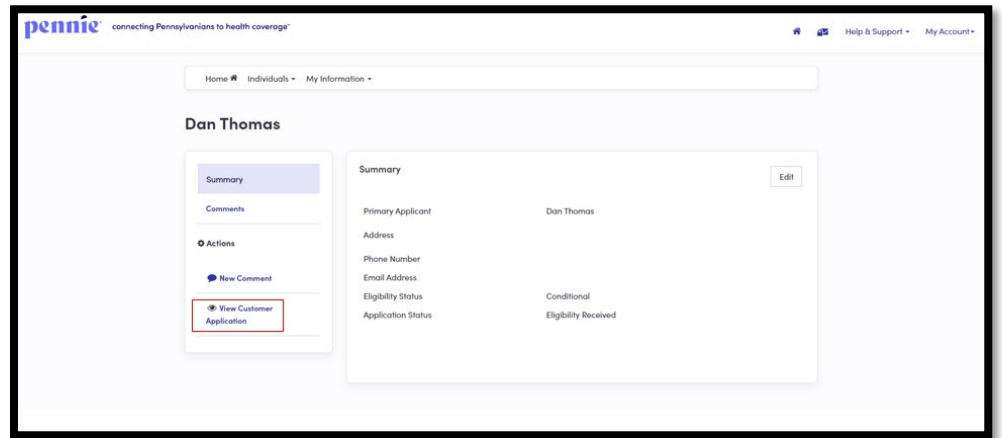 pennie® connecting Pennsylvanians to health coverage™
Help & Support My Account
Home Individuals My Information
Dan Thomas
Summary
Comments
Actions
New Comment
View Customer
Application
Summary
Edit
Primary Applicant Dan Thomas
Address
Phone Number
Email Address
Eligibility Status Conditional
Application Status Eligibility Received